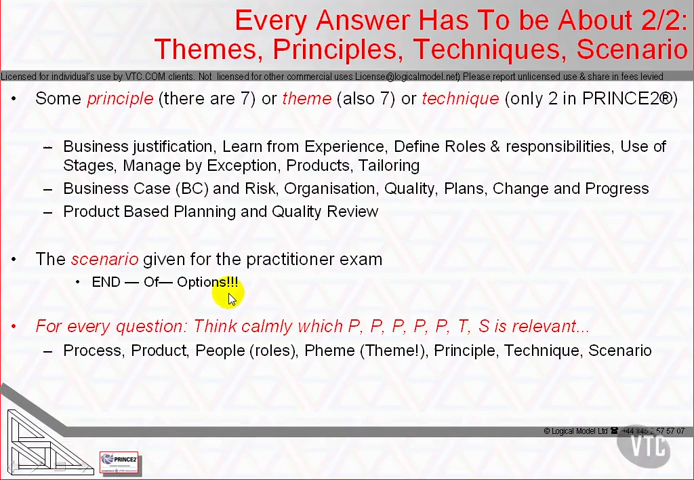 Every Answer Has To be About 2/2:
Themes, Principles, Techniques, Scenario
Licensed for individual's use by VTC.COM clients. Not licensed for other commercial uses License@logicalmodel.net) Please report unlicensed use & share in fees levied
• Some principle (there are 7) or theme (also 7) or technique (only 2 in PRINCE2®)
– Business justification, Learn from Experience, Define Roles & responsibilities, Use of
Stages, Manage by Exception, Products, Tailoring
– Business Case (BC) and Risk, Organisation, Quality, Plans, Change and Progress
– Product Based Planning and Quality Review
• The scenario given for the practitioner exam
• END — Of— Options!!!
• For every question: Think calmly which P, P, P, P, P, T, S is relevant...
– Process, Product, People (roles), Pheme (Theme!), Principle, Technique, Scenario
© Logical Model Ltd ☎ 57 57 07
VTC
PRINCE2